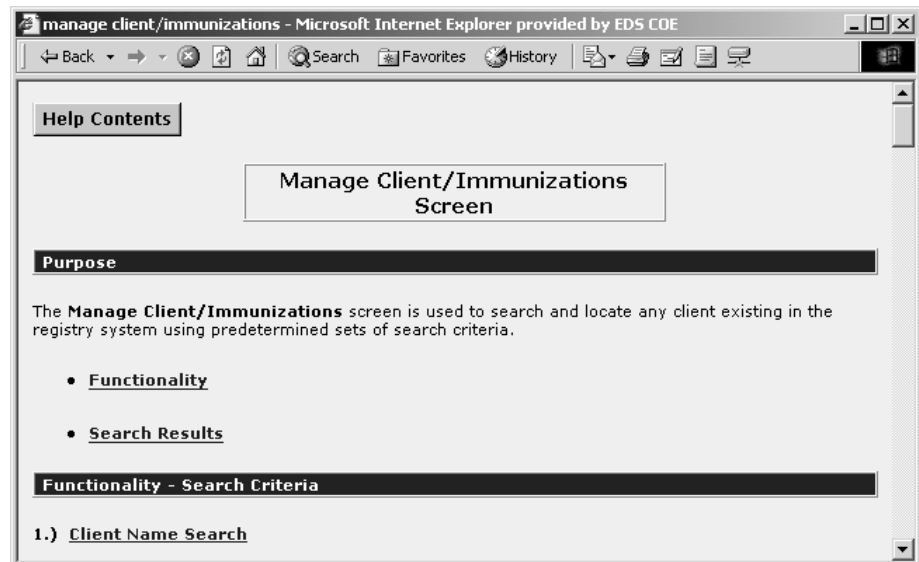 manage client/immunizations - Microsoft Internet Explorer provided by EDS COE
Back Search Favorites History
Help Contents
Manage Client/Immunizations
Screen
Purpose
The Manage Client/Immunizations screen is used to search and locate any client existing in the
registry system using predetermined sets of search criteria.
• Functionality
• Search Results
Functionality - Search Criteria
1.) Client Name Search